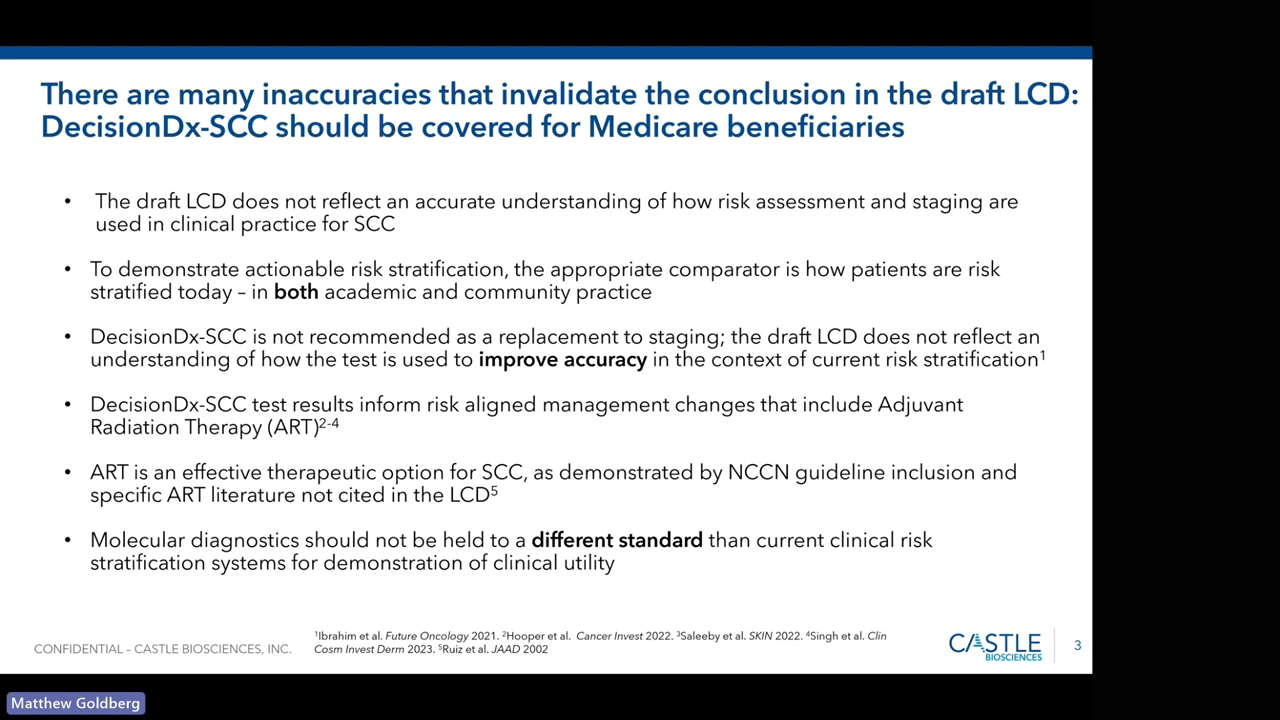 There are many inaccuracies that invalidate the conclusion in the draft LCD:
DecisionDx-SCC should be covered for Medicare beneficiaries
• The draft LCD does not reflect an accurate understanding of how risk assessment and staging are
used in clinical practice for SCC
• To demonstrate actionable risk stratification, the appropriate comparator is how patients are risk
stratified today – in both academic and community practice
• DecisionDx-SCC is not recommended as a replacement to staging; the draft LCD does not reflect an
understanding of how the test is used to improve accuracy in the context of current risk stratification¹
• DecisionDx-SCC test results inform risk aligned management changes that include Adjuvant
Radiation Therapy (ART)²⁻⁴
• ART is an effective therapeutic option for SCC, as demonstrated by NCCN guideline inclusion and
specific ART literature not cited in the LCD⁵
• Molecular diagnostics should not be held to a different standard than current clinical risk
stratification systems for demonstration of clinical utility
CONFIDENTIAL – CASTLE BIOSCIENCES, INC.
¹Ibrahim et al. Future Oncology 2021. ²Hooper et al. Cancer Invest 2022. ³Saleeby et al. SKIN 2022. ⁴Singh et al. Clin
Cosm Invest Derm 2023. ⁵Ruiz et al. JAAD 2002
CASTLE
BIOSCIENCES
3
Matthew Goldberg